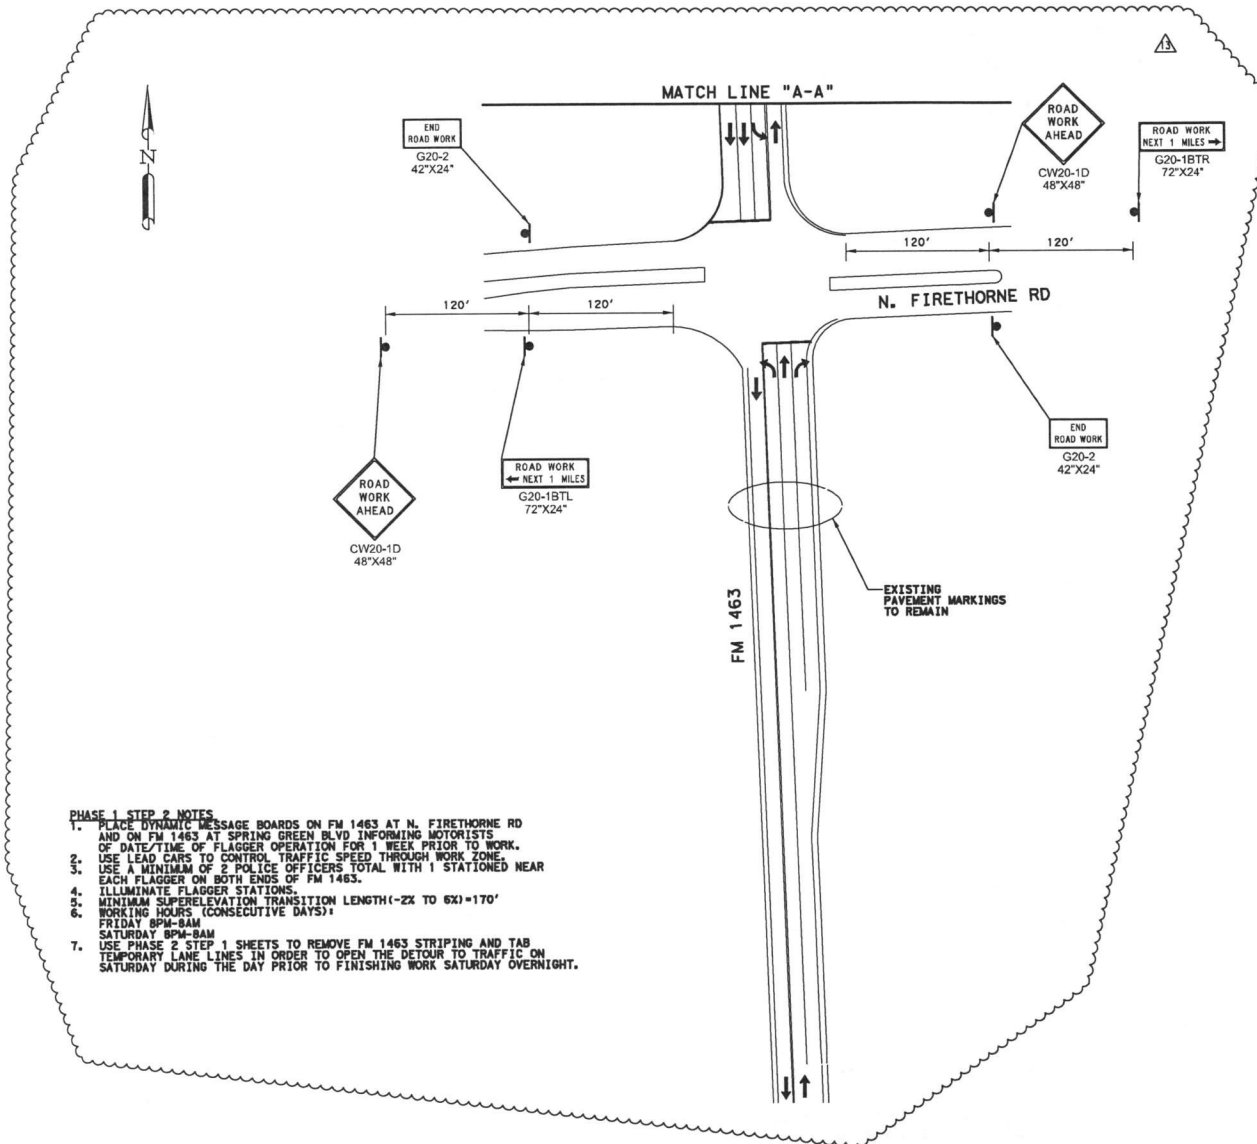 13
MATCH LINE "A-A"
N
END
ROAD WORK
G20-2
42"X24"
ROAD
WORK
AHEAD
CW20-1D
48"X48"
ROAD WORK
NEXT 1 MILES →
G20-1BTR
72"X24"
120'
120'
N. FIRETHORNE RD
120'
120'
ROAD
WORK
AHEAD
CW20-1D
48"X48"
ROAD WORK
← NEXT 1 MILES
G20-1BTL
72"X24"
END
ROAD WORK
G20-2
42"X24"
FM 1463
EXISTING
PAVEMENT MARKINGS
TO REMAIN
PHASE 1 STEP 2 NOTES
1. PLACE DYNAMIC MESSAGE BOARDS ON FM 1463 AT N. FIRETHORNE RD
AND ON FM 1463 AT SPRING GREEN BLVD INFORMING MOTORISTS
OF DATE/TIME OF FLAGGER OPERATION FOR 1 WEEK PRIOR TO WORK.
2. USE LEAD CARS TO CONTROL TRAFFIC SPEED THROUGH WORK ZONE.
3. USE A MINIMUM OF 2 POLICE OFFICERS TOTAL WITH 1 STATIONED NEAR
EACH FLAGGER ON BOTH ENDS OF FM 1463.
4. ILLUMINATE FLAGGER STATIONS.
5. MINIMUM SUPERELEVATION TRANSITION LENGTH(-2% TO 6%)=170'
6. WORKING HOURS (CONSECUTIVE DAYS):
FRIDAY 8PM-8AM
SATURDAY 8PM-8AM
7. USE PHASE 2 STEP 1 SHEETS TO REMOVE FM 1463 STRIPING AND TAB
TEMPORARY LANE LINES IN ORDER TO OPEN THE DETOUR TO TRAFFIC ON
SATURDAY DURING THE DAY PRIOR TO FINISHING WORK SATURDAY OVERNIGHT.